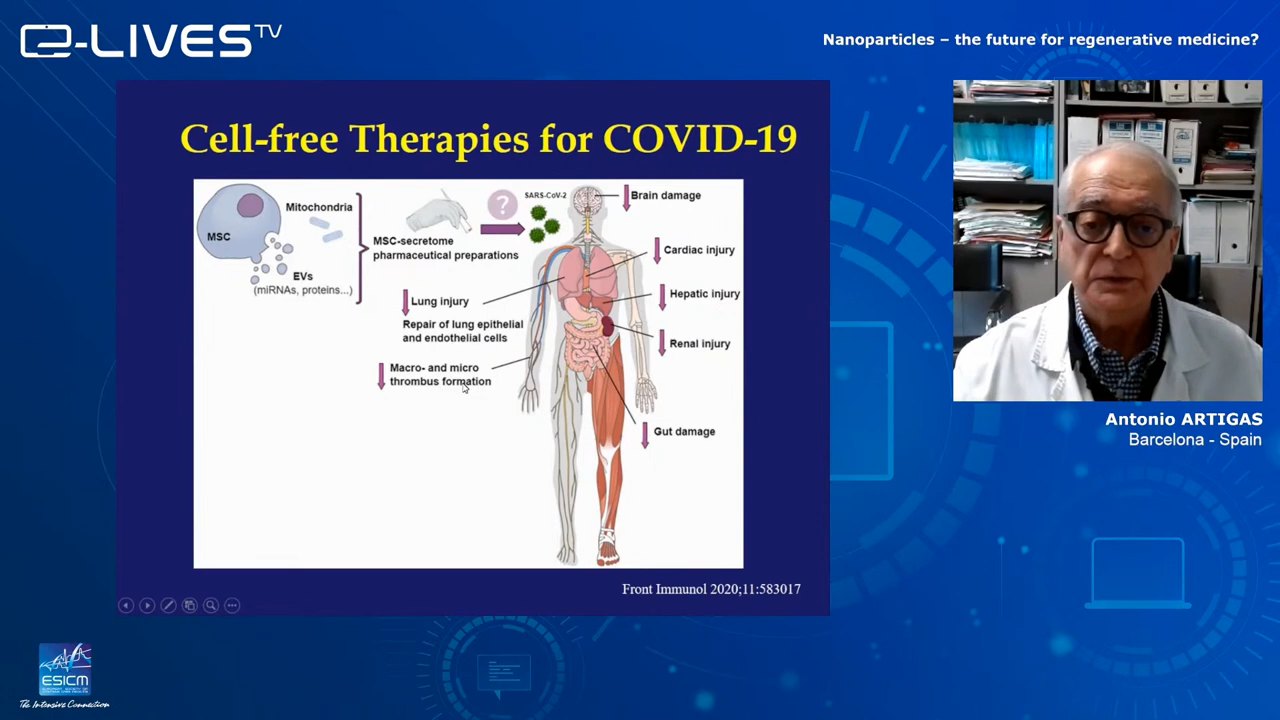 e-LIVES TV
Nanoparticles – the future for regenerative medicine?
Cell-free Therapies for COVID-19
MSC
Mitochondria
EVs
(miRNAs, proteins...)
MSC-secretome
pharmaceutical preparations
?
SARS-CoV-2
Brain damage
Cardiac injury
Hepatic injury
Renal injury
Gut damage
Lung injury
Repair of lung epithelial
and endothelial cells
Macro- and micro
thrombus formation
Front Immunol 2020;11:583017
Antonio ARTIGAS
Barcelona - Spain
ESICM
The Intensive Connection